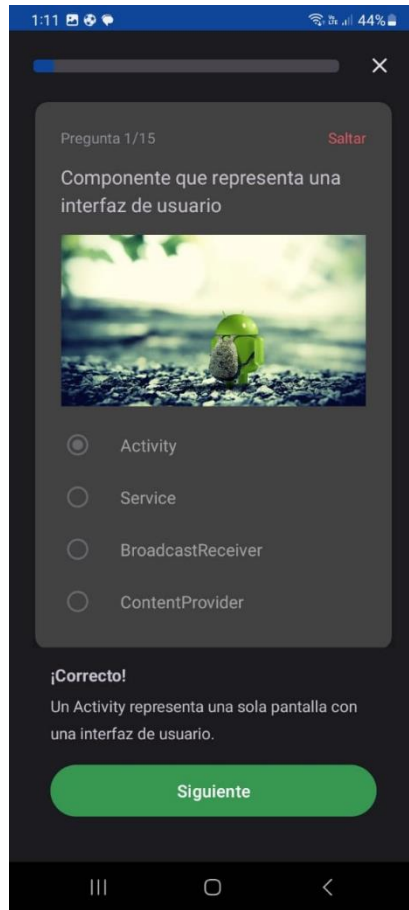 1:11 44%
Pregunta 1/15 Saltar
Componente que representa una
interfaz de usuario
Activity
Service
BroadcastReceiver
ContentProvider
¡Correcto!
Un Activity representa una sola pantalla con
una interfaz de usuario.
Siguiente